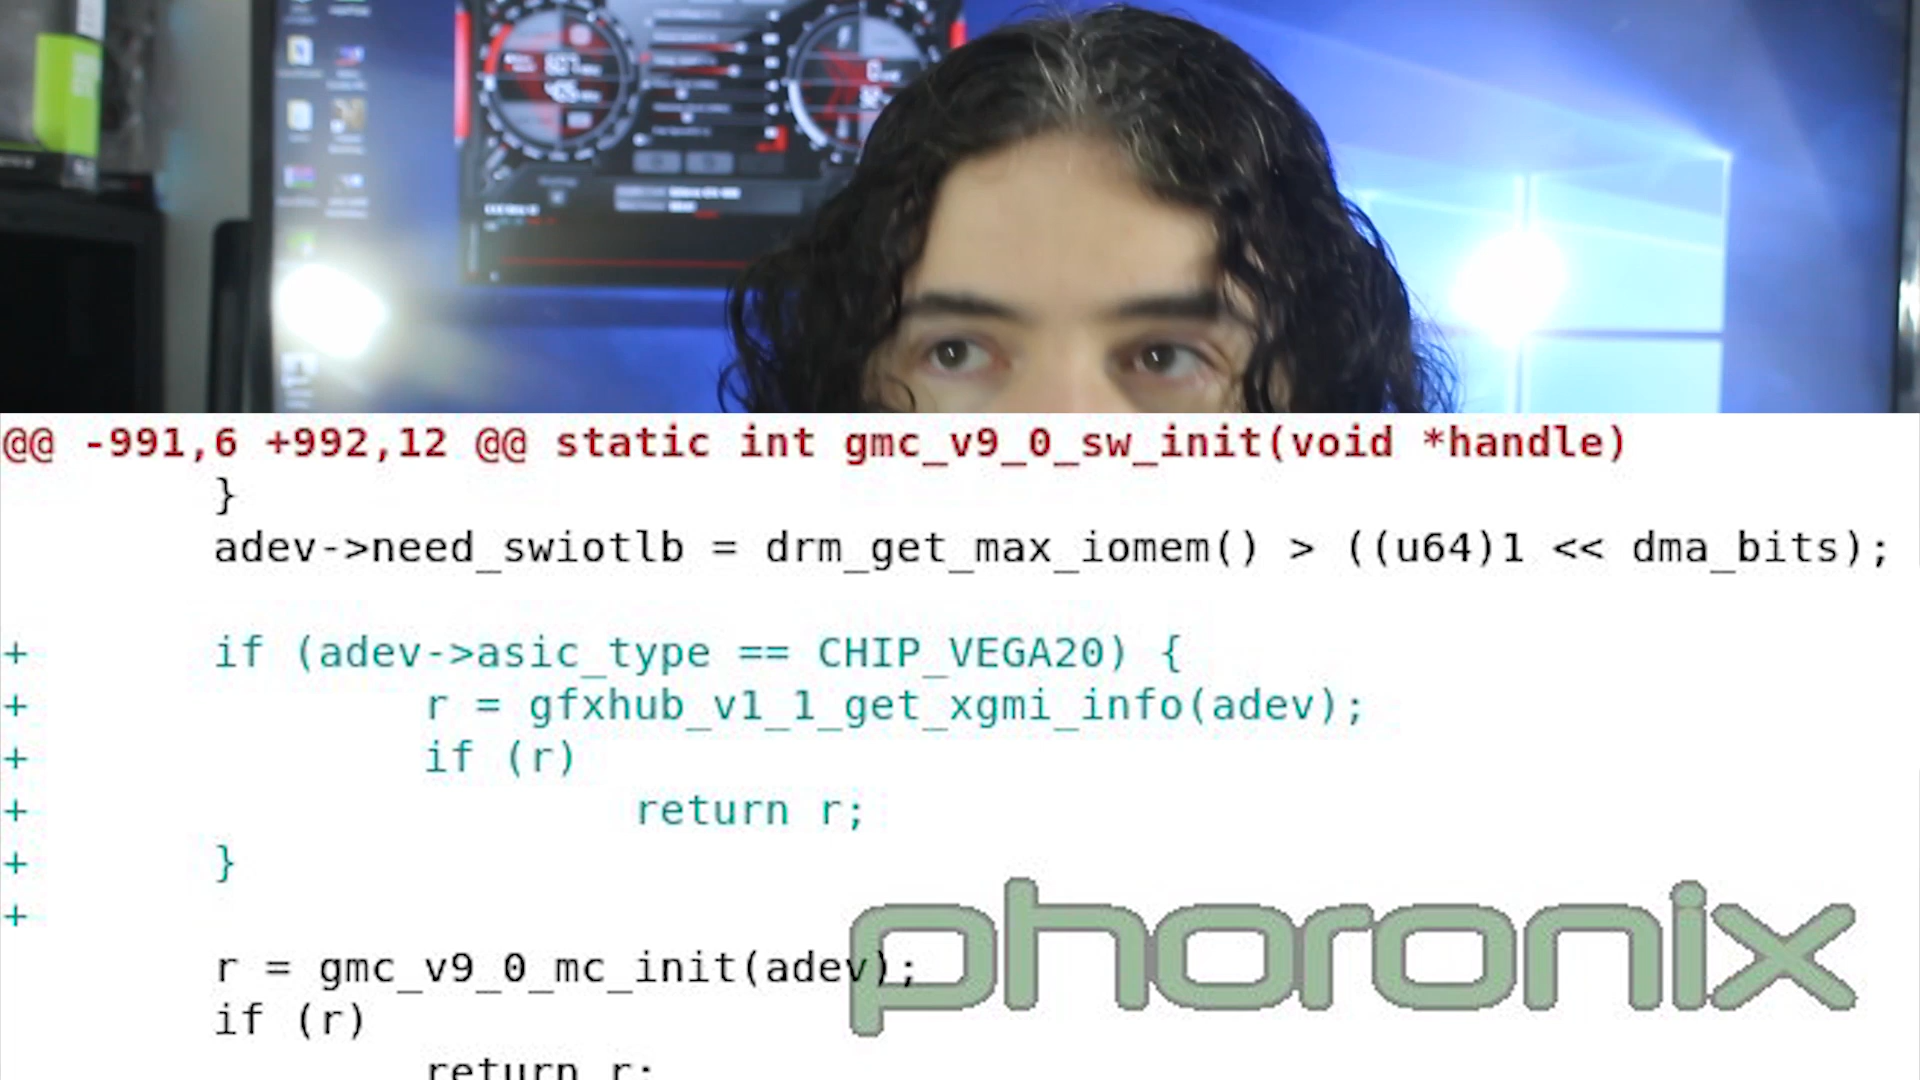 @@ -991,6 +992,12 @@ static int gmc_v9_0_sw_init(void *handle)
}
adev->need_swiotlb = drm_get_max_iomem() > ((u64)1 << dma_bits);
+ if (adev->asic_type == CHIP_VEGA20) {
+ r = gfxhub_v1_1_get_xgmi_info(adev);
+ if (r)
+ return r;
+ }
+
r = gmc_v9_0_mc_init(adev);
if (r)
return r;
phoronix